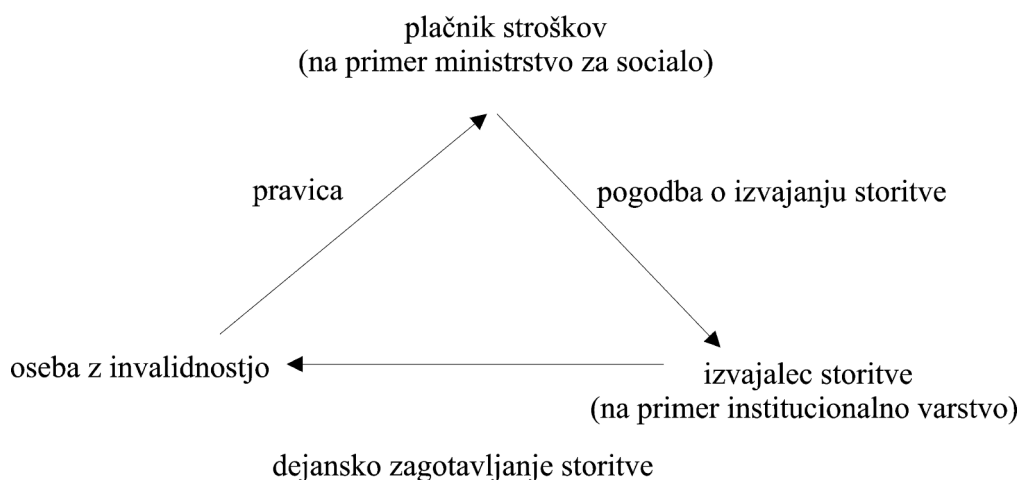 plačnik stroškov
(na primer ministrstvo za socialo)
pravica
pogodba o izvajanju storitve
oseba z invalidnostjo
izvajalec storitve
(na primer institucionalno varstvo)
dejansko zagotavljanje storitve